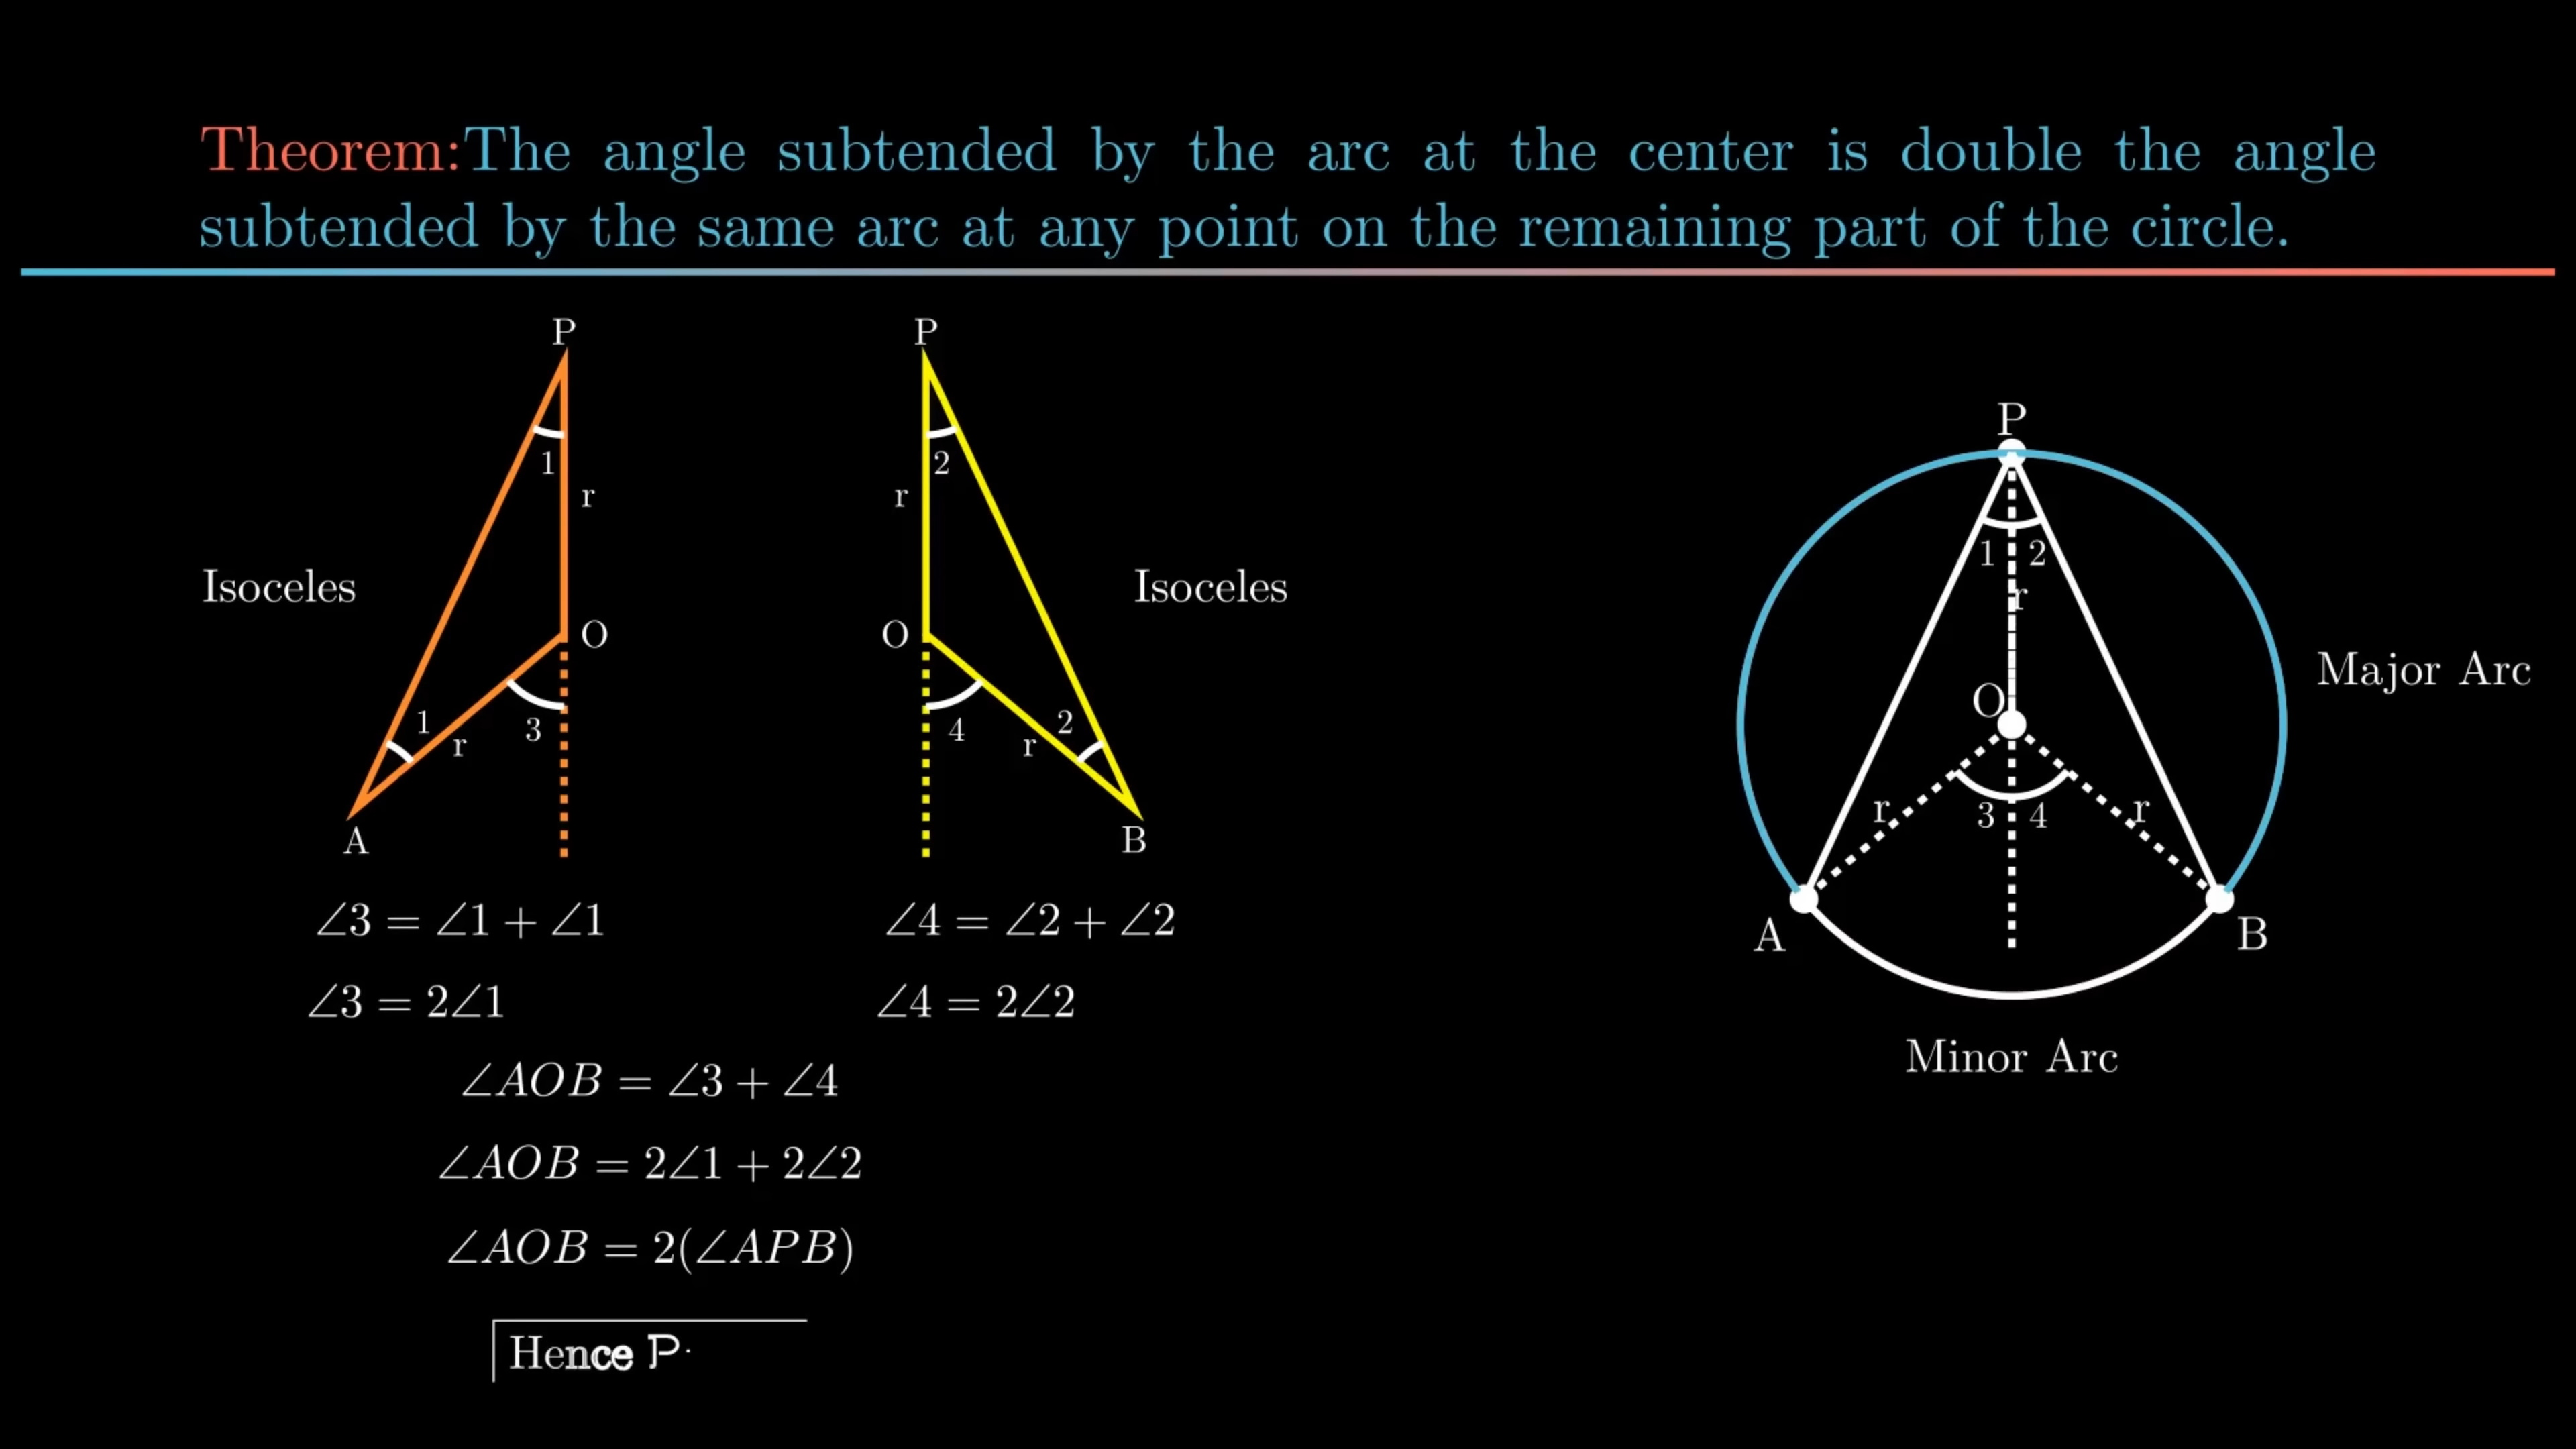 Theorem:The angle subtended by the arc at the center is double the angle
subtended by the same arc at any point on the remaining part of the circle.
P
1
r
Isoceles
O
1
r
3
A
P
2
r
Isoceles
O
2
r
4
B
∠3 = ∠1 + ∠1
∠4 = ∠2 + ∠2
∠3 = 2∠1
∠4 = 2∠2
∠AOB = ∠3 + ∠4
∠AOB = 2∠1 + 2∠2
∠AOB = 2(∠APB)
Hence P
P
1 2
r
O
Major Arc
r
3 4
r
A
B
Minor Arc